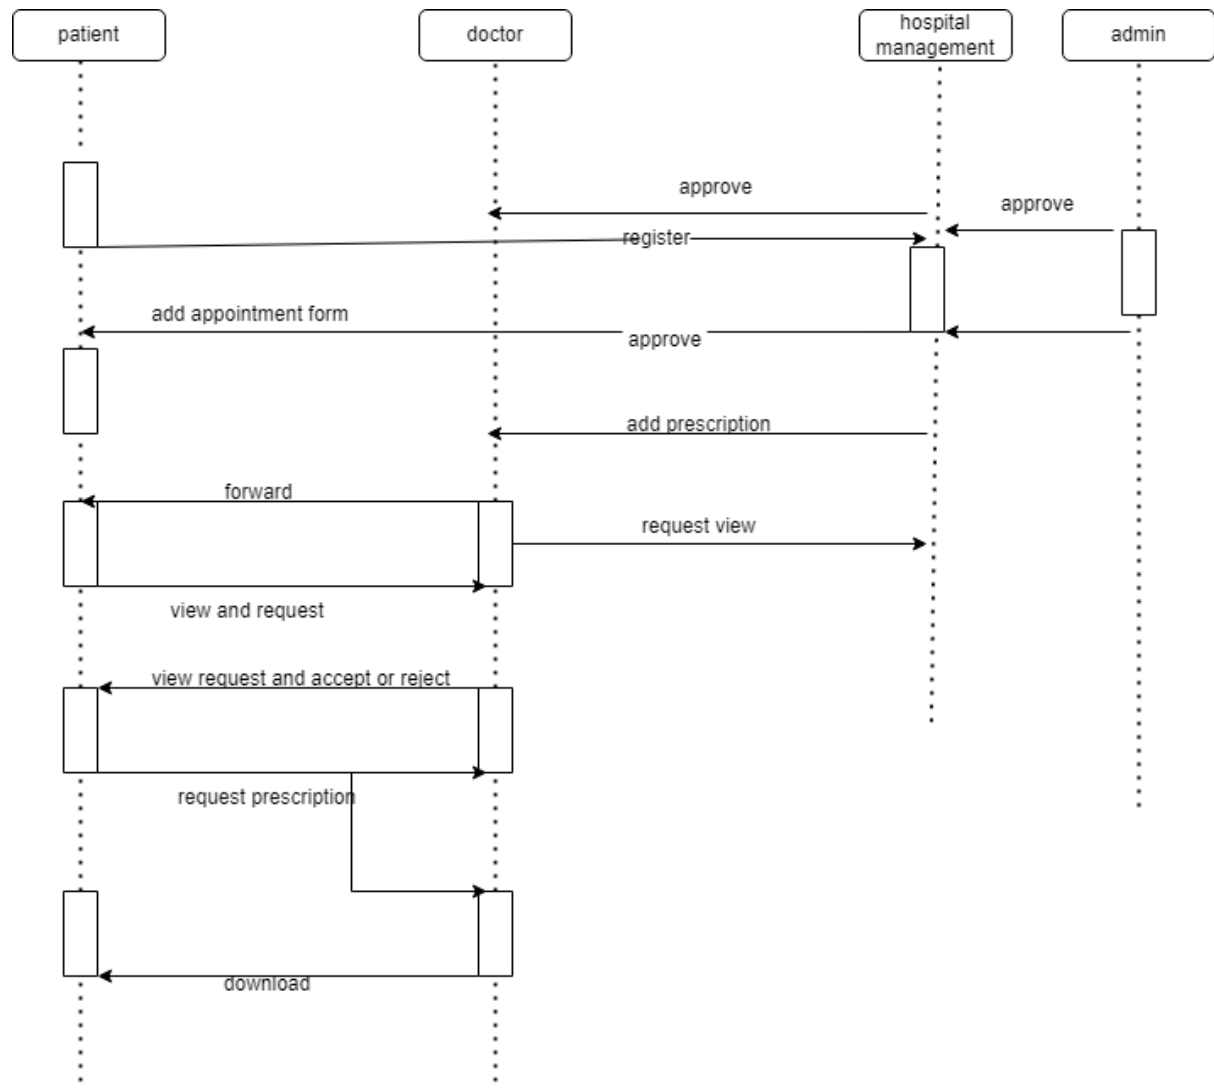 patient
doctor
hospital
management
admin
approve
approve
register
add appointment form
approve
add prescription
forward
request view
view and request
view request and accept or reject
request prescription
download